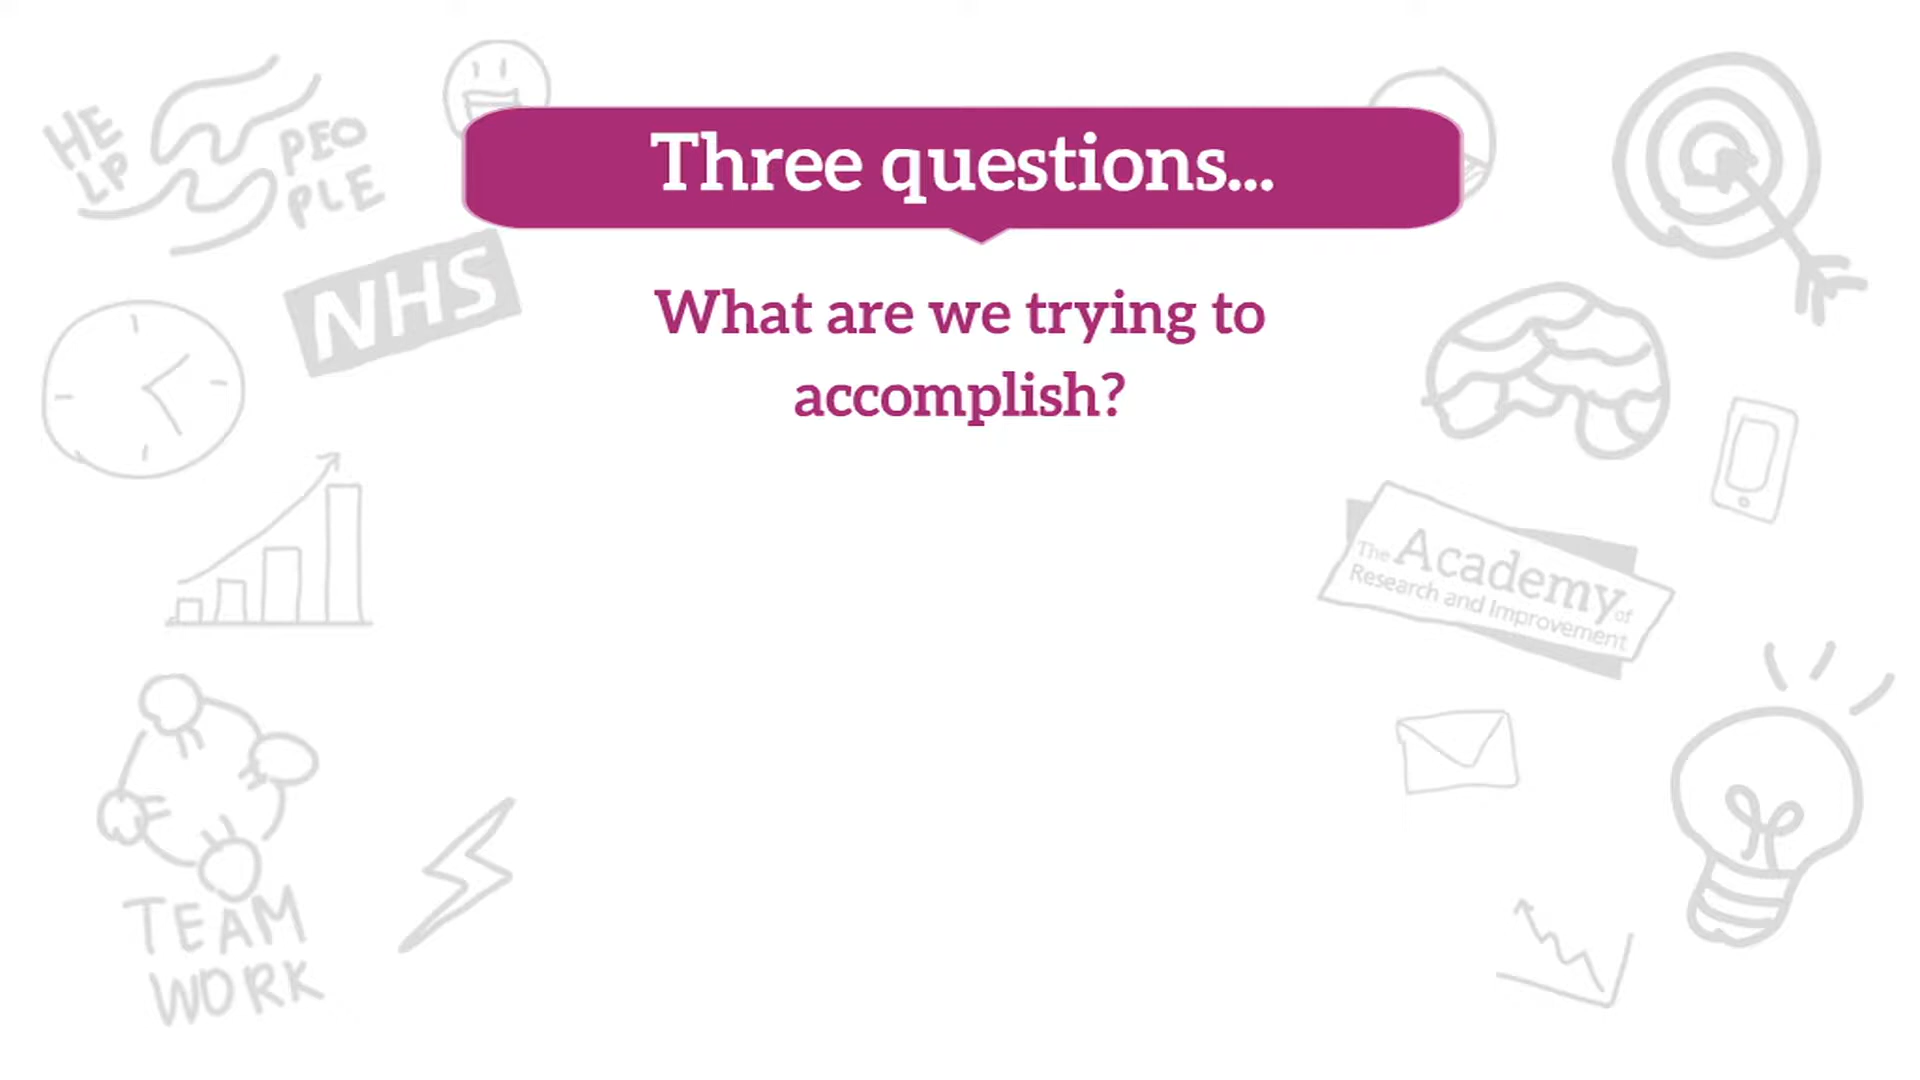 Three questions...
What are we trying to
accomplish?
HE
LP
PEO
PLE
NHS
The Academy of
Research and Improvement
TEAM
WORK